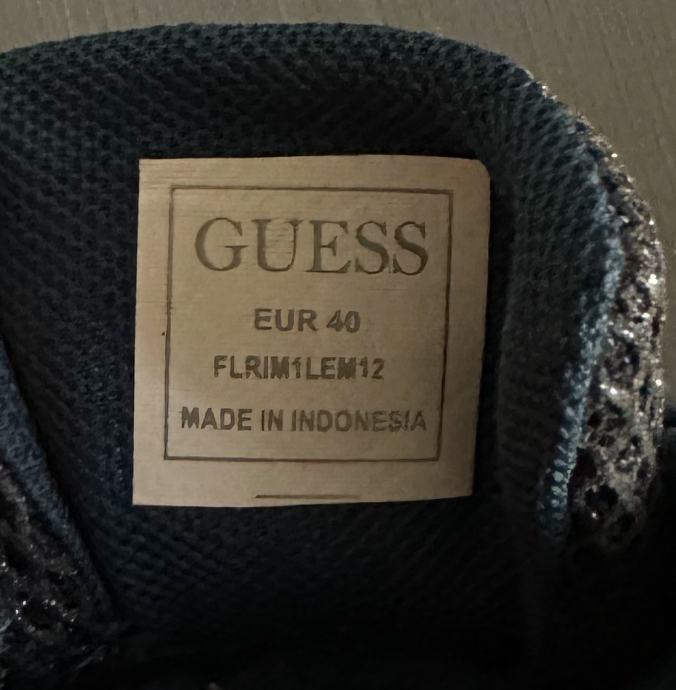 GUESS
EUR 40
FLRIM1LEM12
MADE IN INDONESIA